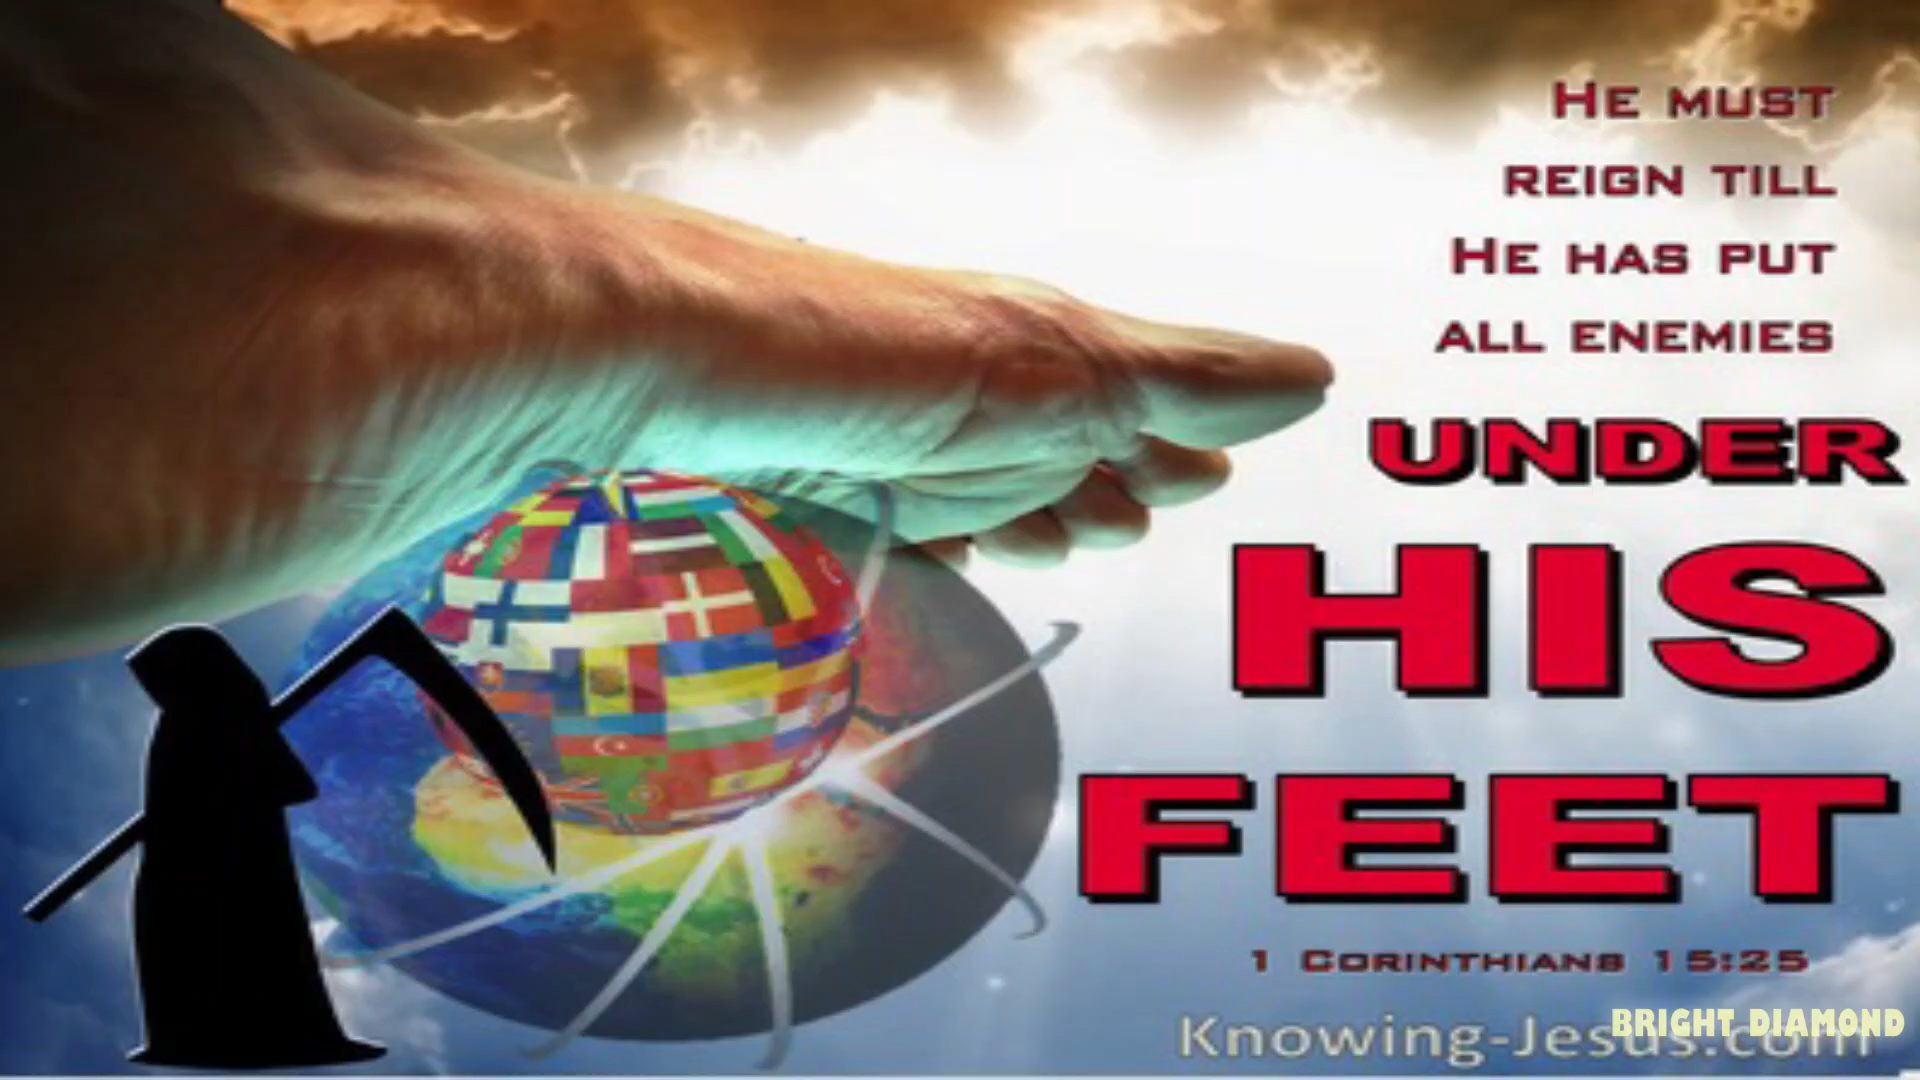 HE MUST
REIGN TILL
HE HAS PUT
ALL ENEMIES
UNDER
HIS
FEET
1 CORINTHIANS 15:25
Knowing-Jesus.com
BRIGHT DIAMOND